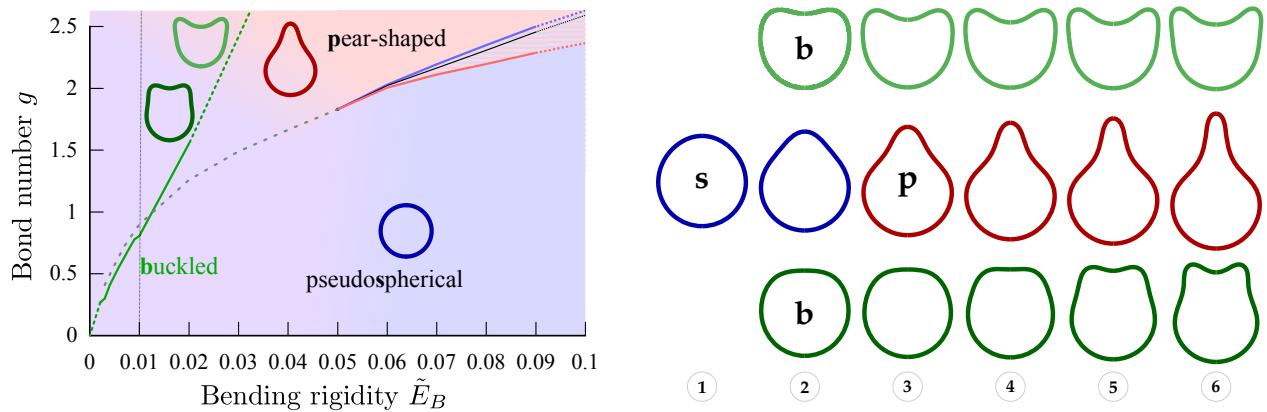 2.5
2
1.5
1
0.5
0
Bond number g
pear-shaped
buckled
pseudospherical
0 0.01 0.02 0.03 0.04 0.05 0.06 0.07 0.08 0.09 0.1
Bending rigidity Ẽ_B
b
s
p
b
1 2 3 4 5 6